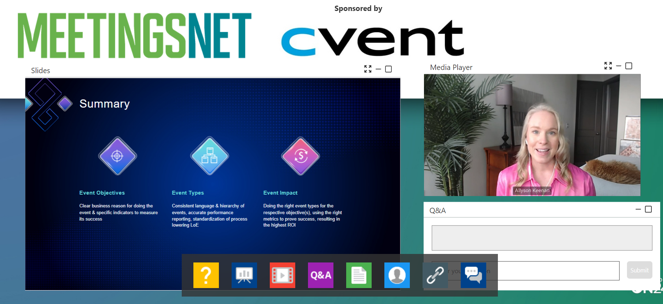 Sponsored by
MEETINGSNET
cvent
Slides
Media Player
Summary
Event Objectives
Event Types
Event Impact
Clear business reason for doing the
event & specific indicators to measure
its success
Consistent language & hierarchy of
events, accurate performance
reporting, standardization of process
lowering LoE
Doing the right event types for the
respective objective(s), using the right
metrics to prove success, resulting in
the highest ROI
Q&A
Submit
Q&A